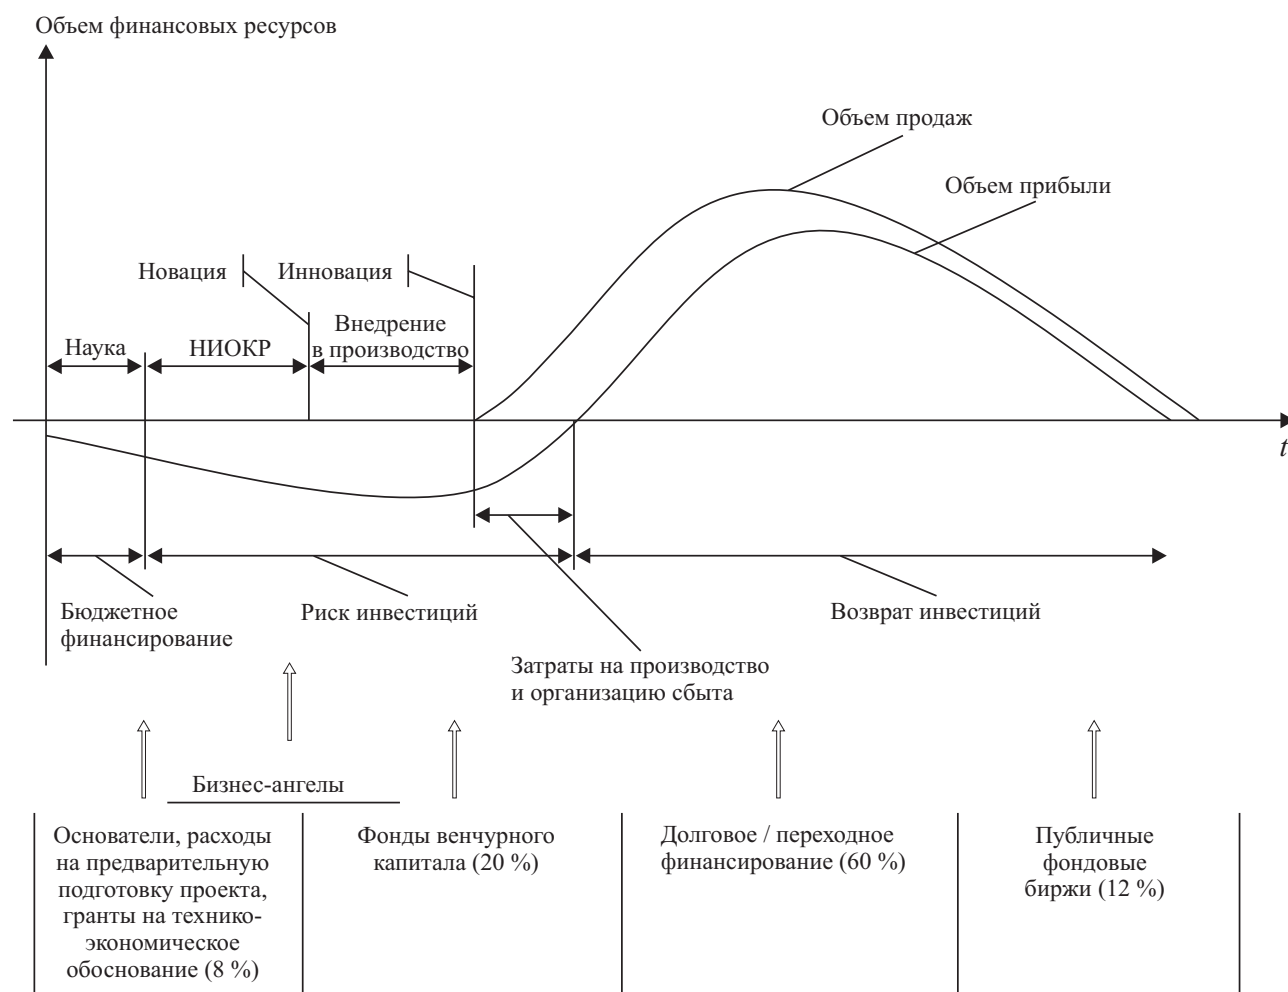 Объем финансовых ресурсов
Объем продаж
Объем прибыли
Новация
Инновация
Наука
НИОКР
Внедрение
в производство
t
Бюджетное
финансирование
Риск инвестиций
Возврат инвестиций
Затраты на производство
и организацию сбыта
Бизнес-ангелы
Основатели, расходы
на предварительную
подготовку проекта,
гранты на технико-
экономическое
обоснование (8 %)
Фонды венчурного
капитала (20 %)
Долговое / переходное
финансирование (60 %)
Публичные
фондовые
биржи (12 %)